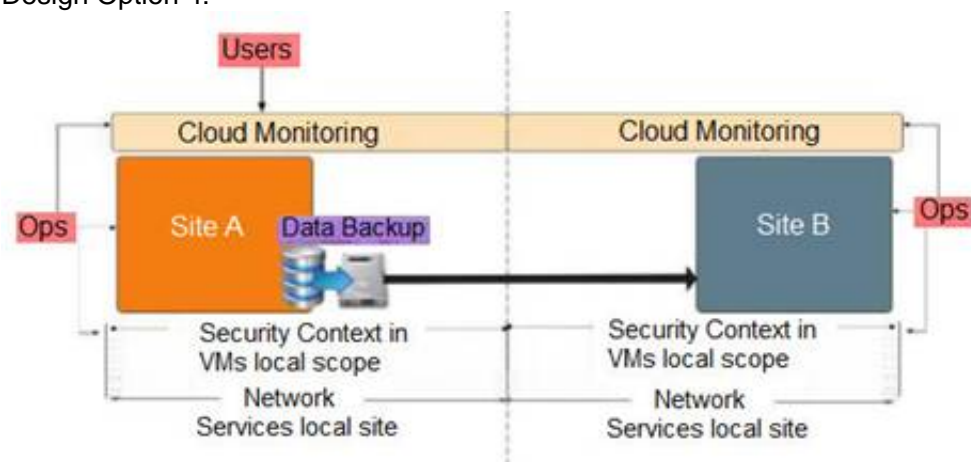 Design Option 1:
Users
Cloud Monitoring
Cloud Monitoring
Ops
Site A
Data Backup
Site B
Ops
Security Context in
VMs local scope
Security Context in
VMs local scope
Network
Services local site
Network
Services local site